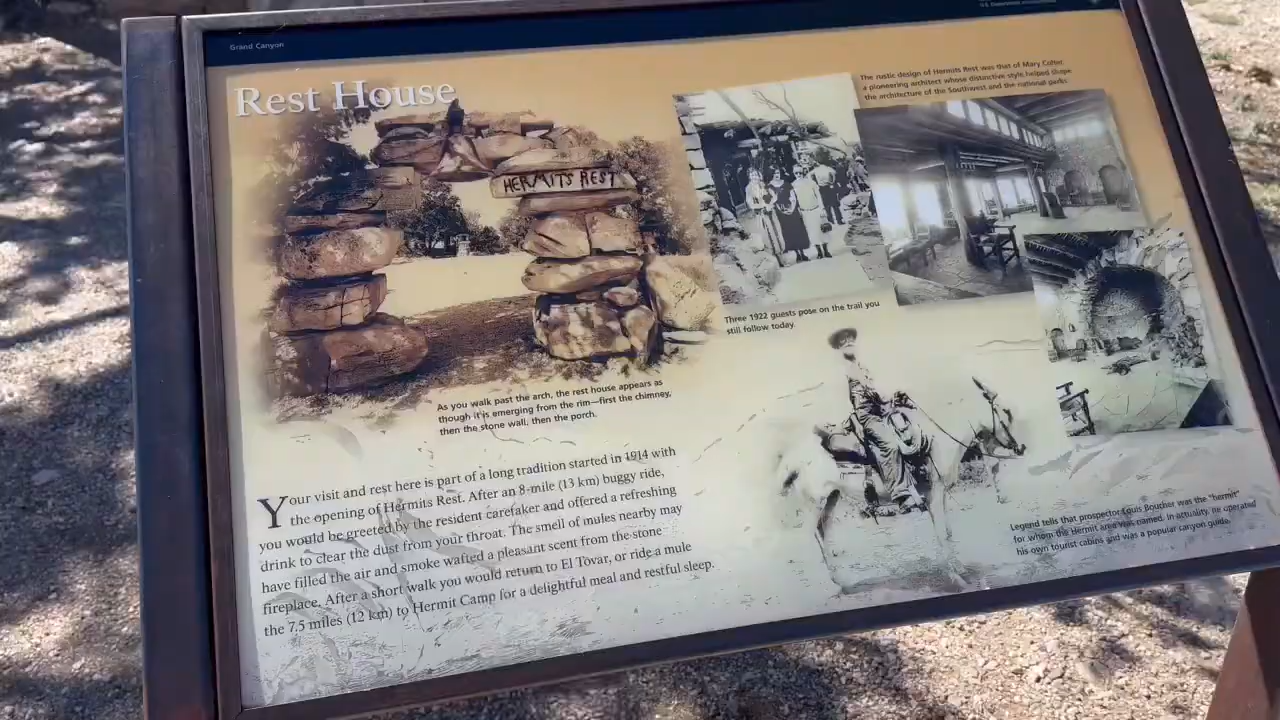 Grand Canyon
Rest House
HERMITS REST
The rustic design of Hermits Rest was that of Mary Colter,
a pioneering architect whose distinctive style helped shape
the architecture of the Southwest and the national parks.
Three 1922 guests pose on the trail you
still follow today.
As you walk past the arch, the rest house appears as
though it is emerging from the rim—first the chimney,
then the stone wall, then the porch.
Your visit and rest here is part of a long tradition started in 1914 with
the opening of Hermits Rest. After an 8-mile (13 km) buggy ride,
you would be greeted by the resident caretaker and offered a refreshing
drink to clear the dust from your throat. The smell of mules nearby may
have filled the air and smoke wafted a pleasant scent from the stone
fireplace. After a short walk you would return to El Tovar, or ride a mule
the 7.5 miles (12 km) to Hermit Camp for a delightful meal and restful sleep.
Legend tells that prospector Louis Boucher was the "hermit"
for whom the Hermit area was named. In actuality, he operated
his own tourist cabins and was a popular canyon guide.